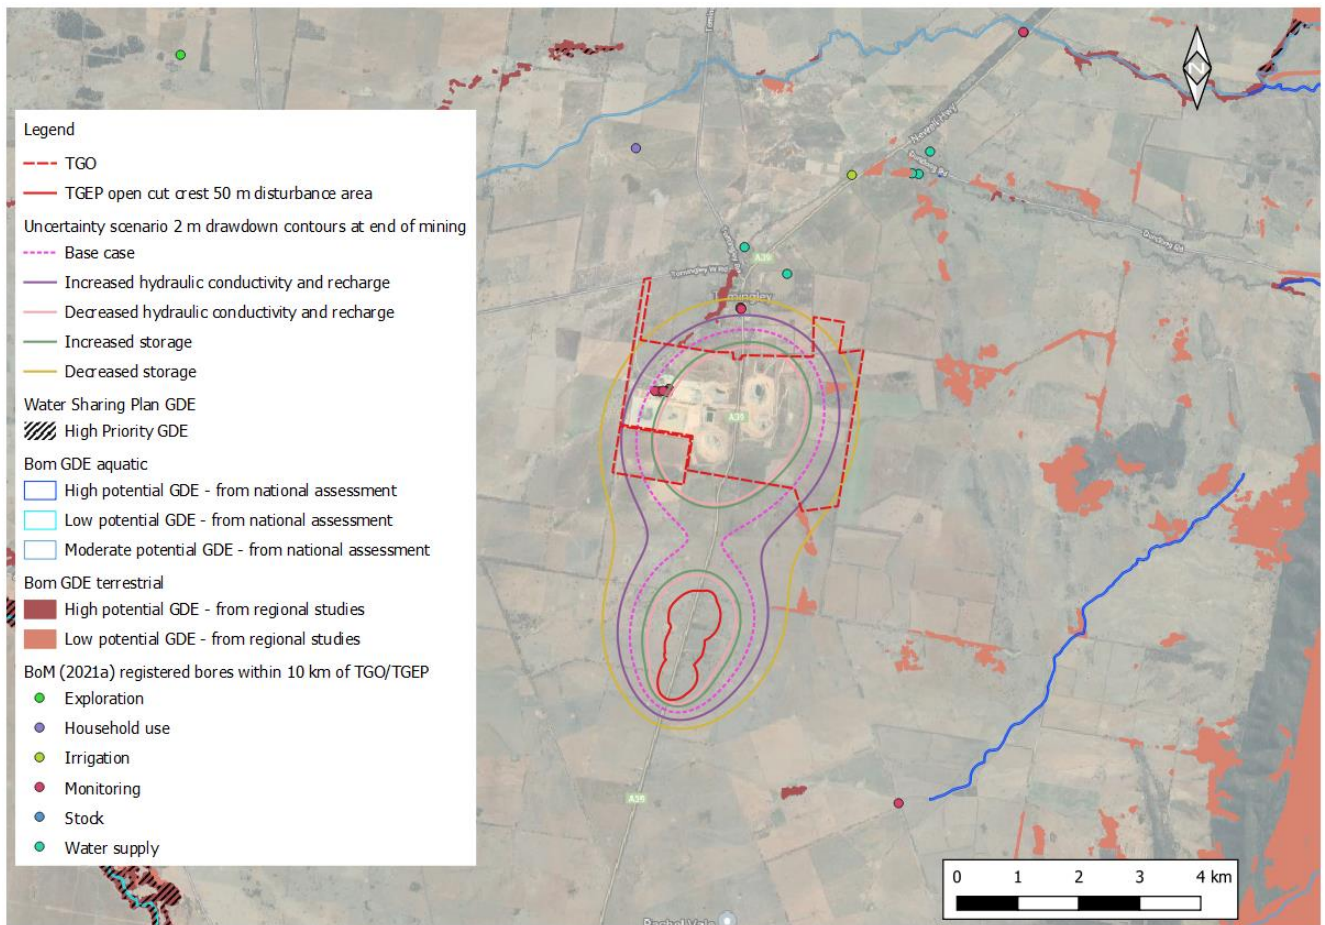 Tomingley
Newell Hwy
N
Legend
TGO
TGEP open cut crest 50 m disturbance area
Uncertainty scenario 2 m drawdown contours at end of mining
Base case
Increased hydraulic conductivity and recharge
Decreased hydraulic conductivity and recharge
Increased storage
Decreased storage
Water Sharing Plan GDE
High Priority GDE
Bom GDE aquatic
High potential GDE - from national assessment
Low potential GDE - from national assessment
Moderate potential GDE - from national assessment
Bom GDE terrestrial
High potential GDE - from regional studies
Low potential GDE - from regional studies
BoM (2021a) registered bores within 10 km of TGO/TGEP
Exploration
Household use
Irrigation
Monitoring
Stock
Water supply
A39
Tomingley W Rd
A39
A39
0 1 2 3 4 km